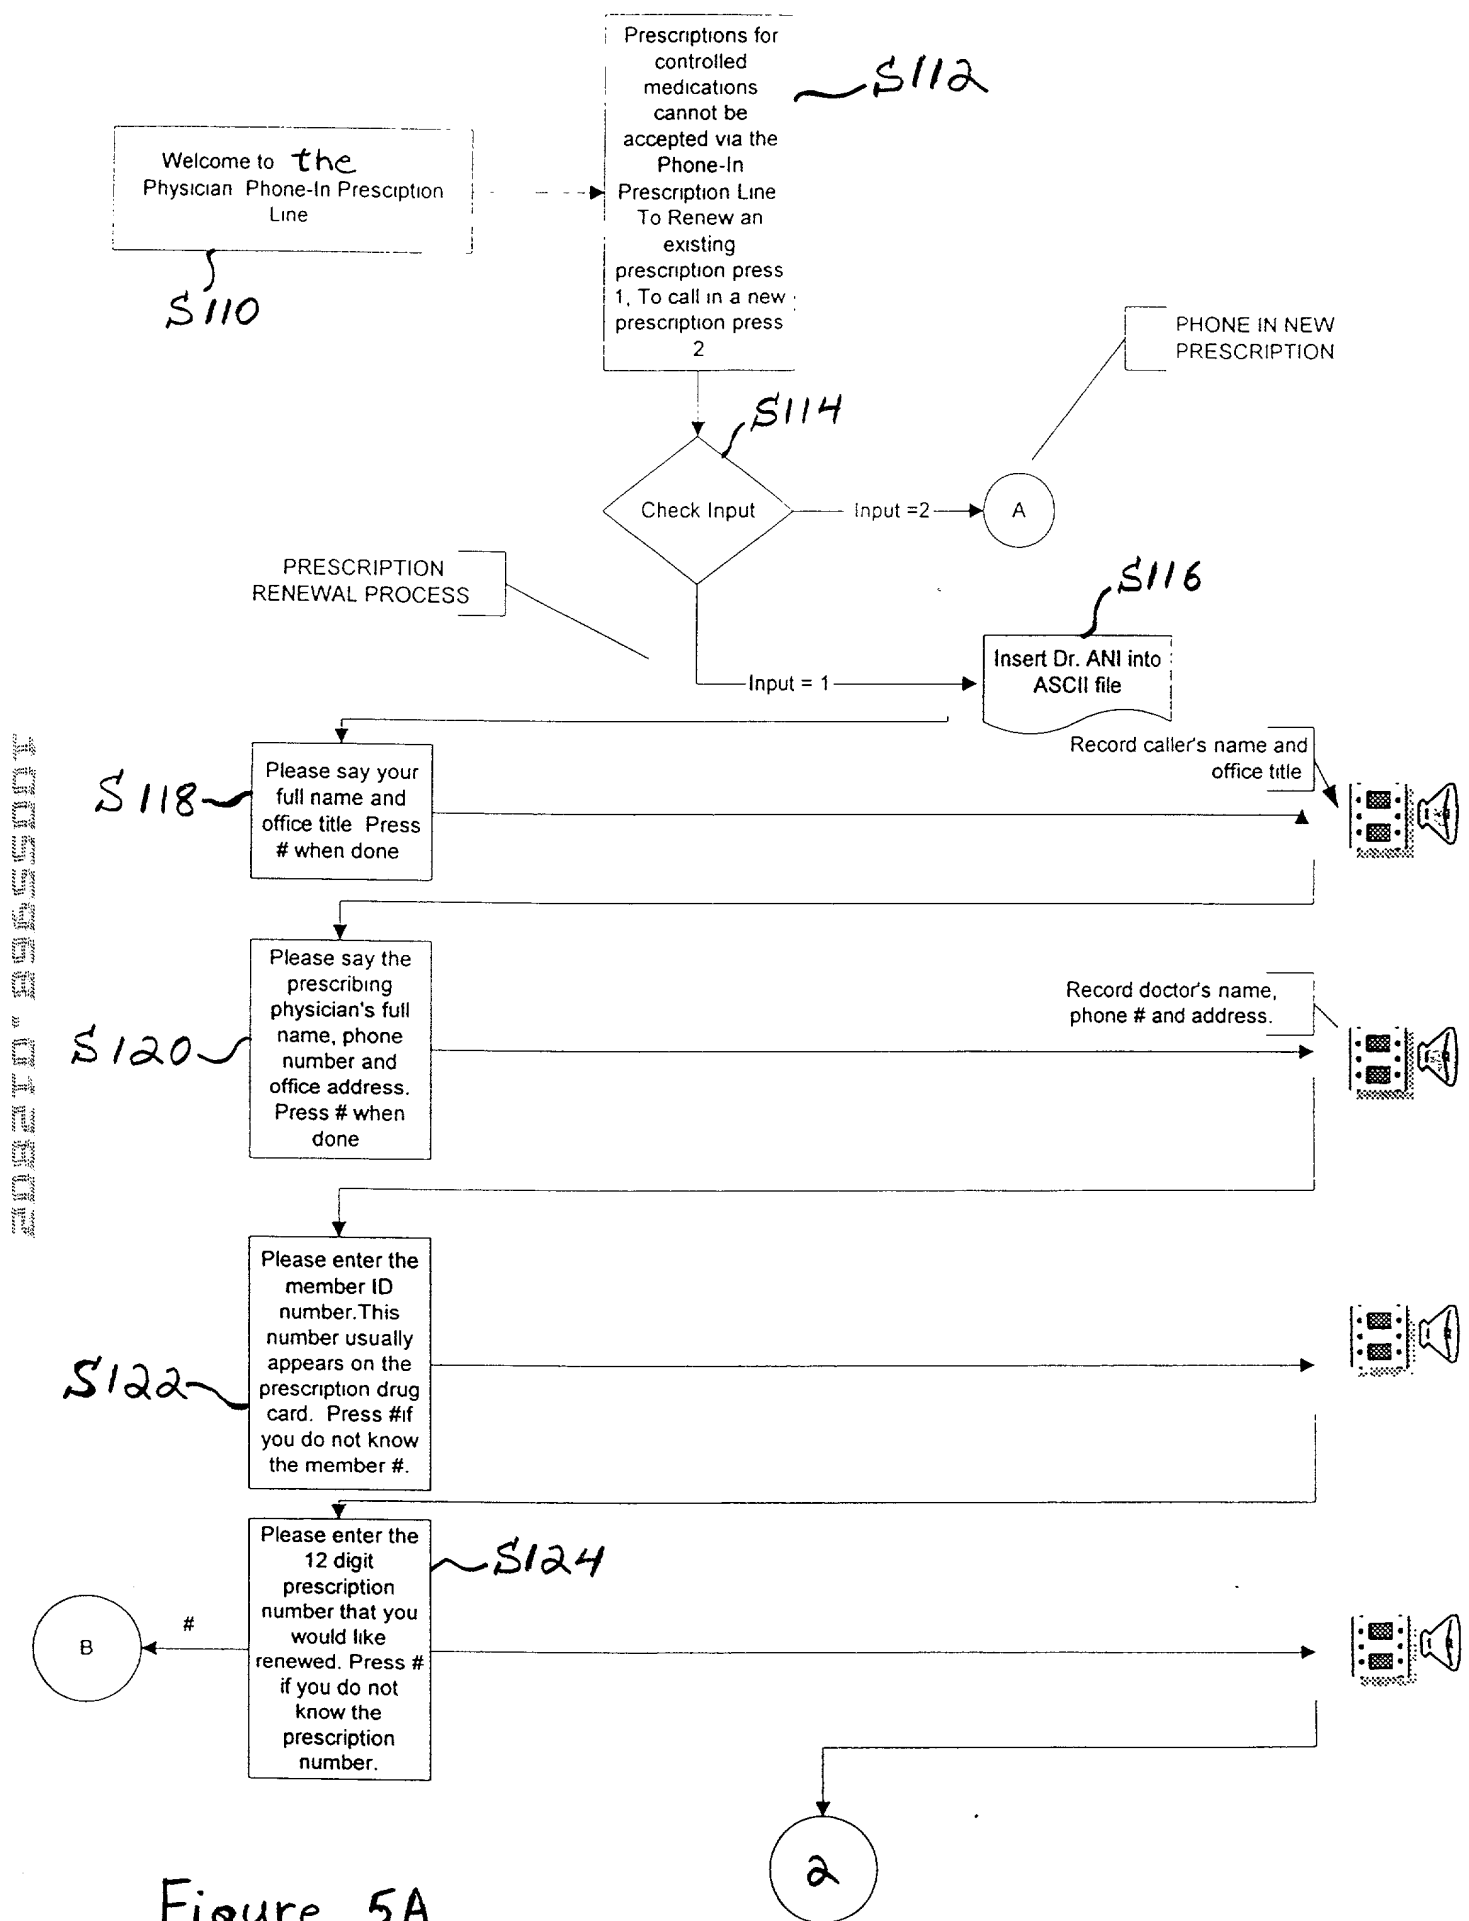 Prescriptions for
controlled
medications
cannot be
accepted via the
Phone-In
Prescription Line
To Renew an
existing
prescription press
1, To call in a new
prescription press
2
S112
Welcome to the
Physician Phone-In Presciption
Line
S110
PHONE IN NEW
PRESCRIPTION
S114
Check Input
Input =2
A
PRESCRIPTION
RENEWAL PROCESS
S116
Insert Dr. ANI into
ASCII file
Input = 1
Record caller's name and
office title
S118
Please say your
full name and
office title Press
# when done
Please say the
prescribing
physician's full
name, phone
number and
office address.
Press # when
done
S120
Record doctor's name,
phone # and address.
Please enter the
member ID
number.This
number usually
appears on the
prescription drug
card. Press #if
you do not know
the member #.
S122
Please enter the
12 digit
prescription
number that you
would like
renewed. Press #
if you do not
know the
prescription
number.
S124
#
B
2
Figure 5A